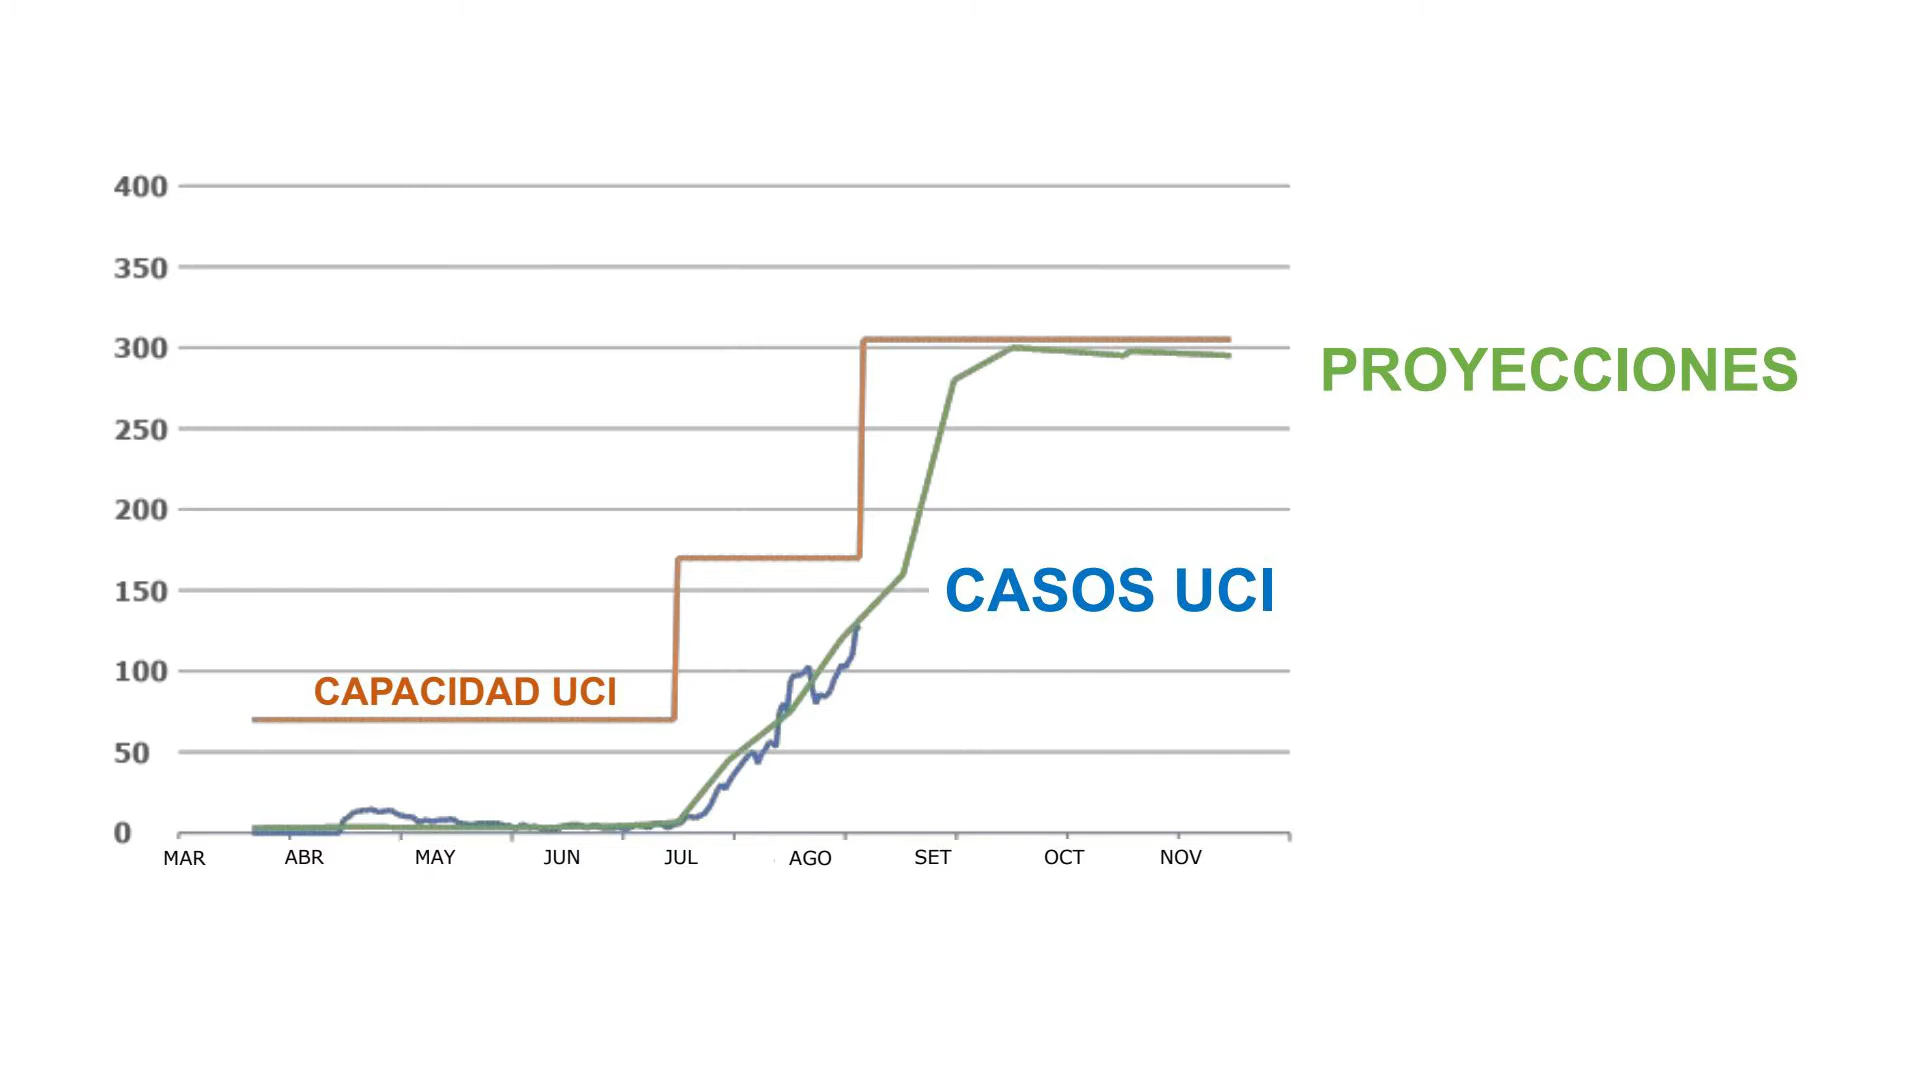 400
350
300
PROYECCIONES
250
200
150
CASOS UCI
100
CAPACIDAD UCI
50
0
MAR ABR MAY JUN JUL AGO SET OCT NOV